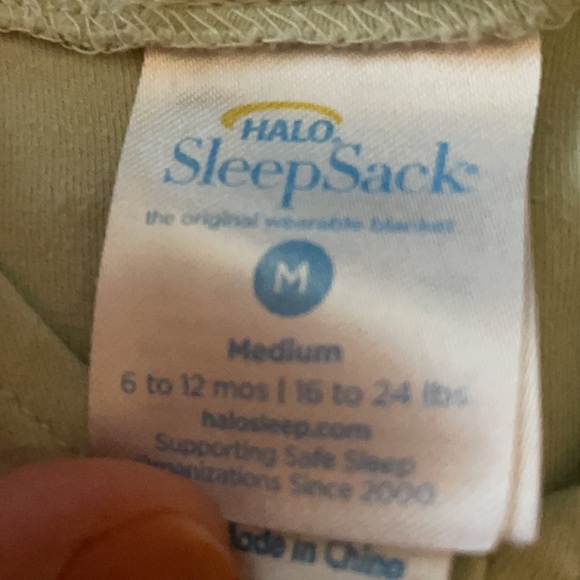 HALO®
SleepSack®
the original wearable blanket
M
Medium
6 to 12 mos | 16 to 24 lbs
halosleep.com
Supporting Safe Sleep
Organizations Since 2000
Made in China